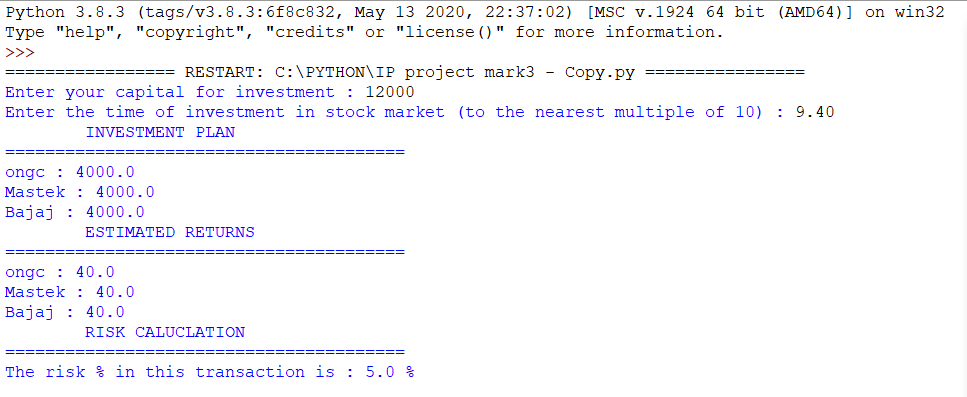 Python 3.8.3 (tags/v3.8.3:6f8c832, May 13 2020, 22:37:02) [MSC v.1924 64 bit (AMD64)] on win32
Type "help", "copyright", "credits" or "license()" for more information.
>>>
================= RESTART: C:\PYTHON\IP project mark3 - Copy.py ================
Enter your capital for investment : 12000
Enter the time of investment in stock market (to the nearest multiple of 10) : 9.40
        INVESTMENT PLAN
========================================
ongc : 4000.0
Mastek : 4000.0
Bajaj : 4000.0
        ESTIMATED RETURNS
========================================
ongc : 40.0
Mastek : 40.0
Bajaj : 40.0
        RISK CALUCLATION
========================================
The risk % in this transaction is : 5.0 %